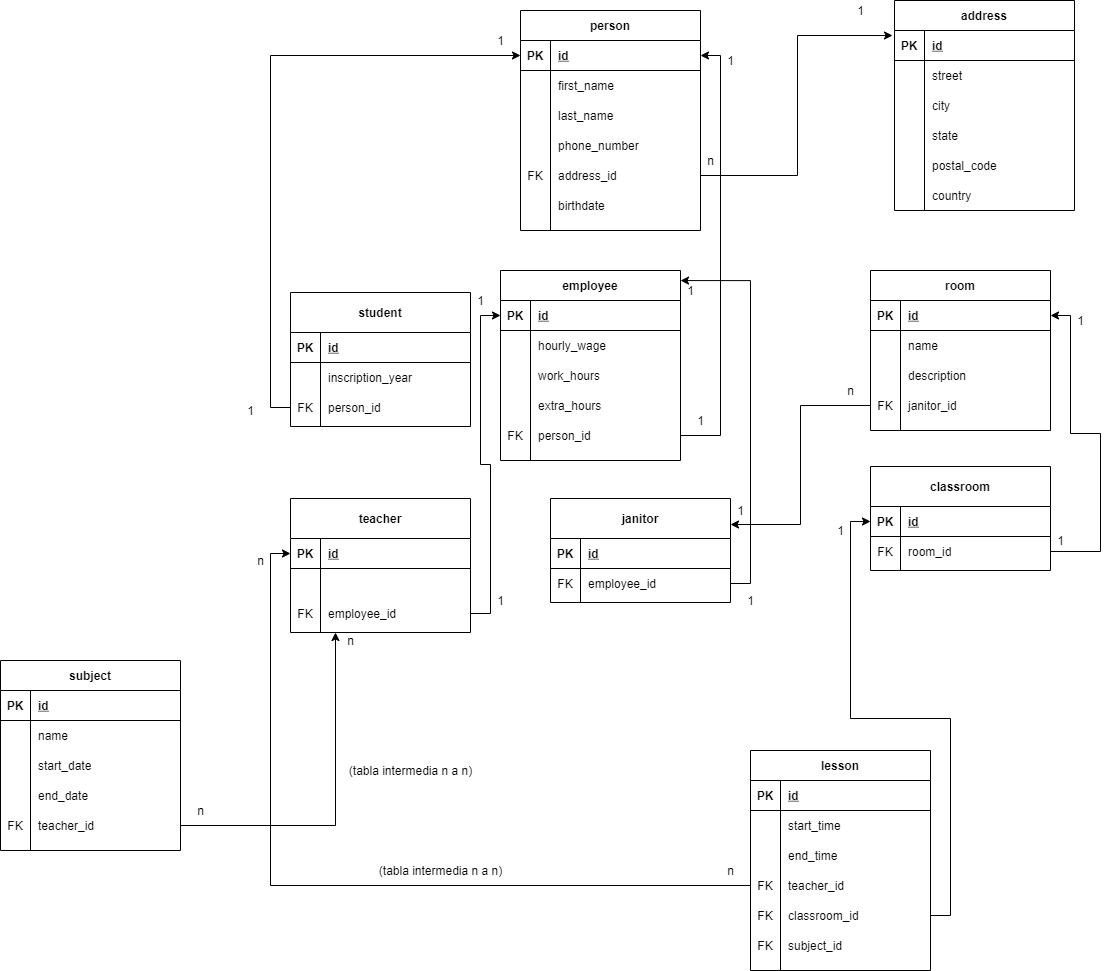 person
PK id
first_name
last_name
phone_number
FK address_id
birthdate
1
1
n
1
address
PK id
street
city
state
postal_code
country
student
PK id
inscription_year
FK person_id
1
employee
PK id
hourly_wage
work_hours
extra_hours
FK person_id
1
1
1
room
PK id
name
description
FK janitor_id
1
n
teacher
PK id
FK employee_id
n
1
n
janitor
PK id
FK employee_id
1
1
classroom
PK id
FK room_id
1
1
subject
PK id
name
start_date
end_date
FK teacher_id
n
(tabla intermedia n a n)
(tabla intermedia n a n)
n
lesson
PK id
start_time
end_time
FK teacher_id
FK classroom_id
FK subject_id